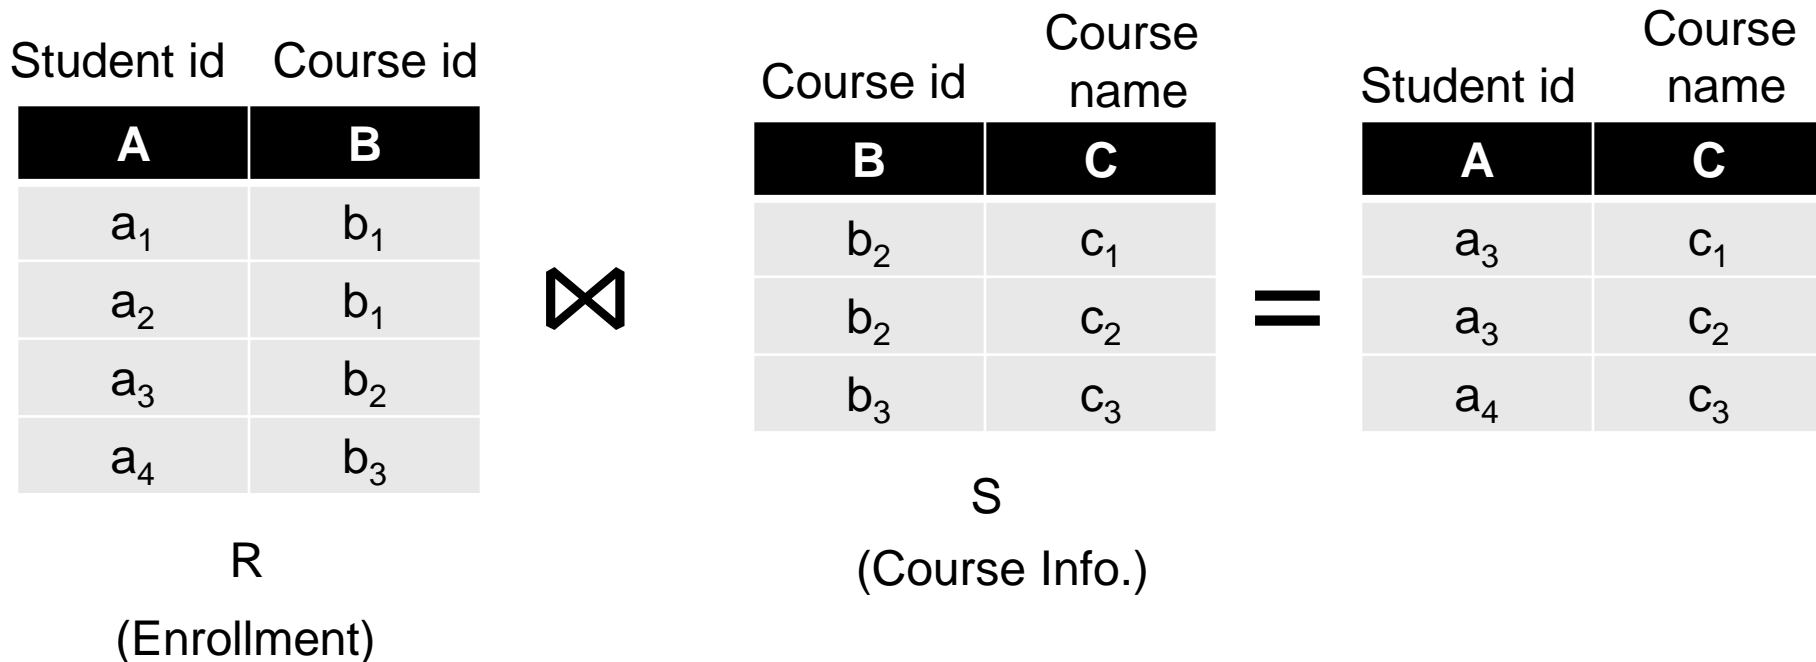 Student id Course id
A B
a₁ b₁
a₂ b₁
a₃ b₂
a₄ b₃
R
(Enrollment)
⋈
Course id Course
name
B C
b₂ c₁
b₂ c₂
b₃ c₃
S
(Course Info.)
=
Student id Course
name
A C
a₃ c₁
a₃ c₂
a₄ c₃